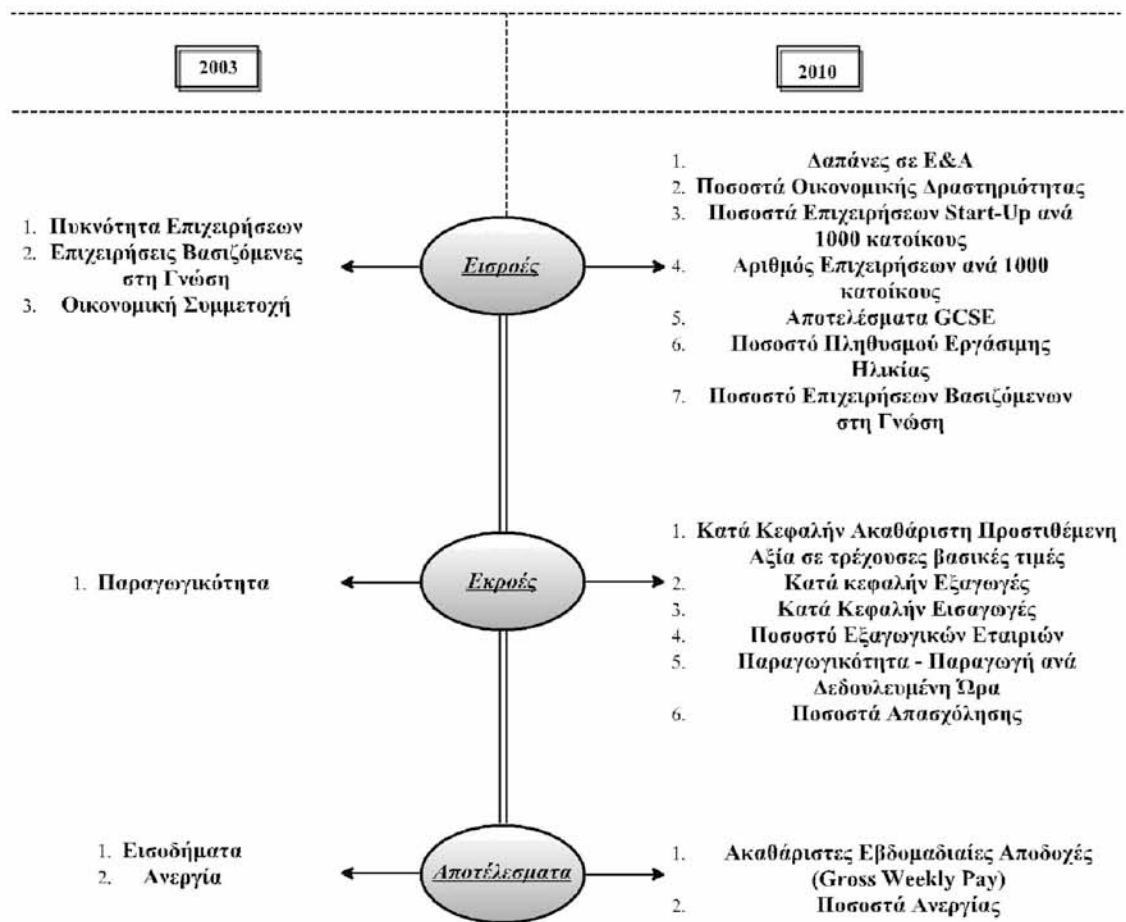 2003
2010
1. Πυκνότητα Επιχειρήσεων
2. Επιχειρήσεις Βασιζόμενες
στη Γνώση
3. Οικονομική Συμμετοχή
Εισροές
1. Δαπάνες σε Ε&Α
2. Ποσοστά Οικονομικής Δραστηριότητας
3. Ποσοστά Επιχειρήσεων Start-Up ανά
1000 κατοίκους
4. Αριθμός Επιχειρήσεων ανά 1000
κατοίκους
5. Αποτελέσματα GCSE
6. Ποσοστό Πληθυσμού Εργάσιμης
Ηλικίας
7. Ποσοστό Επιχειρήσεων Βασιζόμενων
στη Γνώση
1. Παραγωγικότητα
Εκροές
1. Κατά Κεφαλήν Ακαθάριστη Προστιθέμενη
Αξία σε τρέχουσες βασικές τιμές
2. Κατά κεφαλήν Εξαγωγές
3. Κατά Κεφαλήν Εισαγωγές
4. Ποσοστό Εξαγωγικών Εταιριών
5. Παραγωγικότητα - Παραγωγή ανά
Δεδουλευμένη Ώρα
6. Ποσοστά Απασχόλησης
1. Εισοδήματα
2. Ανεργία
Αποτέλεσματα
1. Ακαθάριστες Εβδομαδιαίες Αποδοχές
(Gross Weekly Pay)
2. Ποσοστά Ανεργίας